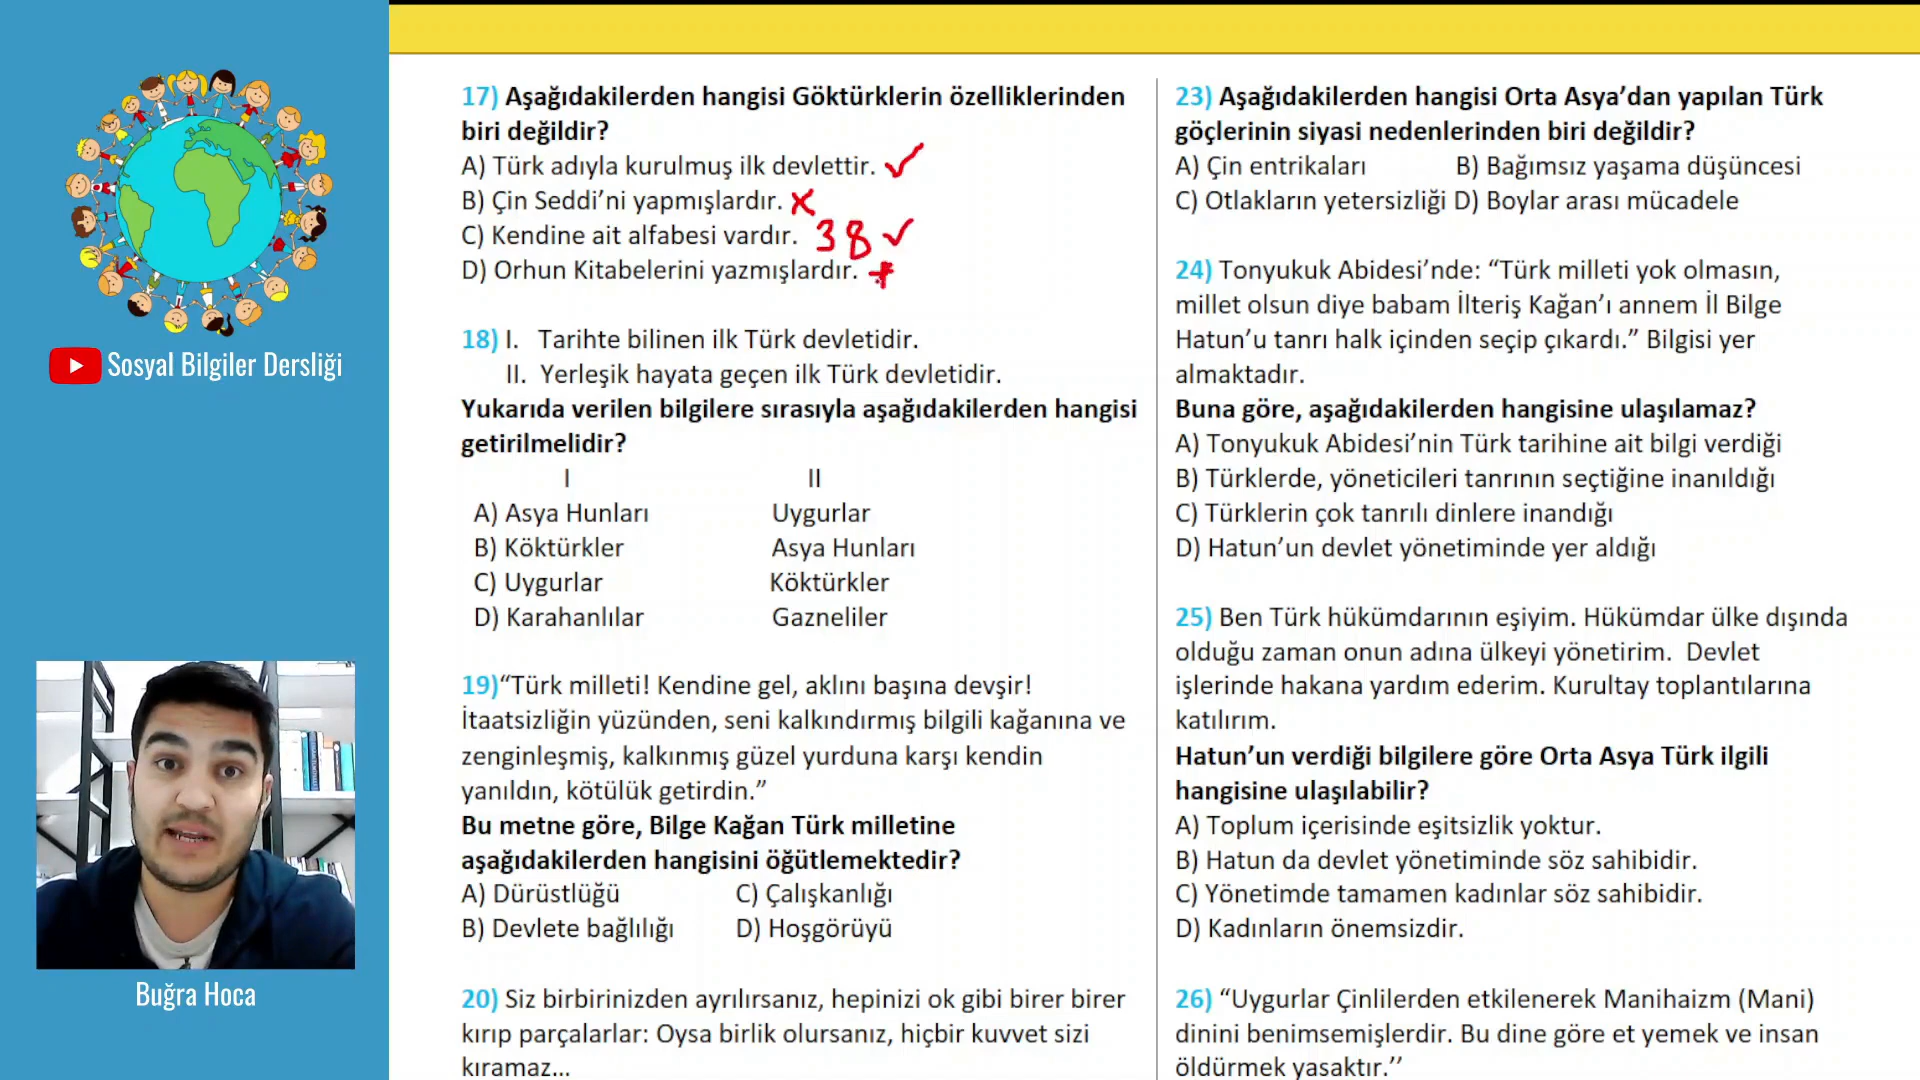 Sosyal Bilgiler Dersliği
Buğra Hoca
17) Aşağıdakilerden hangisi Göktürklerin özelliklerinden
biri değildir?
A) Türk adıyla kurulmuş ilk devlettir.
B) Çin Seddi’ni yapmışlardır.
C) Kendine ait alfabesi vardır. 38
D) Orhun Kitabelerini yazmışlardır.
18) I. Tarihte bilinen ilk Türk devletidir.
II. Yerleşik hayata geçen ilk Türk devletidir.
Yukarıda verilen bilgilere sırasıyla aşağıdakilerden hangisi
getirilmelidir?
I II
A) Asya Hunları Uygurlar
B) Köktürkler Asya Hunları
C) Uygurlar Köktürkler
D) Karahanlılar Gazneliler
19)“Türk milleti! Kendine gel, aklını başına devşir!
İtaatsizliğin yüzünden, seni kalkındırmış bilgili kağanına ve
zenginleşmiş, kalkınmış güzel yurduna karşı kendin
yanıldın, kötülük getirdin.”
Bu metne göre, Bilge Kağan Türk milletine
aşağıdakilerden hangisini öğütlemektedir?
A) Dürüstlüğü C) Çalışkanlığı
B) Devlete bağlılığı D) Hoşgörüyü
20) Siz birbirinizden ayrılırsanız, hepinizi ok gibi birer birer
kırıp parçalarlar: Oysa birlik olursanız, hiçbir kuvvet sizi
kıramaz...
23) Aşağıdakilerden hangisi Orta Asya’dan yapılan Türk
göçlerinin siyasi nedenlerinden biri değildir?
A) Çin entrikaları B) Bağımsız yaşama düşüncesi
C) Otlakların yetersizliği D) Boylar arası mücadele
24) Tonyukuk Abidesi’nde: “Türk milleti yok olmasın,
millet olsun diye babam İlteriş Kağan’ı annem İl Bilge
Hatun’u tanrı halk içinden seçip çıkardı.” Bilgisi yer
almaktadır.
Buna göre, aşağıdakilerden hangisine ulaşılamaz?
A) Tonyukuk Abidesi’nin Türk tarihine ait bilgi verdiği
B) Türklerde, yöneticileri tanrının seçtiğine inanıldığı
C) Türklerin çok tanrılı dinlere inandığı
D) Hatun’un devlet yönetiminde yer aldığı
25) Ben Türk hükümdarının eşiyim. Hükümdar ülke dışında
olduğu zaman onun adına ülkeyi yönetirim. Devlet
işlerinde hakana yardım ederim. Kurultay toplantılarına
katılırım.
Hatun’un verdiği bilgilere göre Orta Asya Türk ilgili
hangisine ulaşılabilir?
A) Toplum içerisinde eşitsizlik yoktur.
B) Hatun da devlet yönetiminde söz sahibidir.
C) Yönetimde tamamen kadınlar söz sahibidir.
D) Kadınların önemsizdir.
26) “Uygurlar Çinlilerden etkilenerek Manihaizm (Mani)
dinini benimsemişlerdir. Bu dine göre et yemek ve insan
öldürmek yasaktır.’’